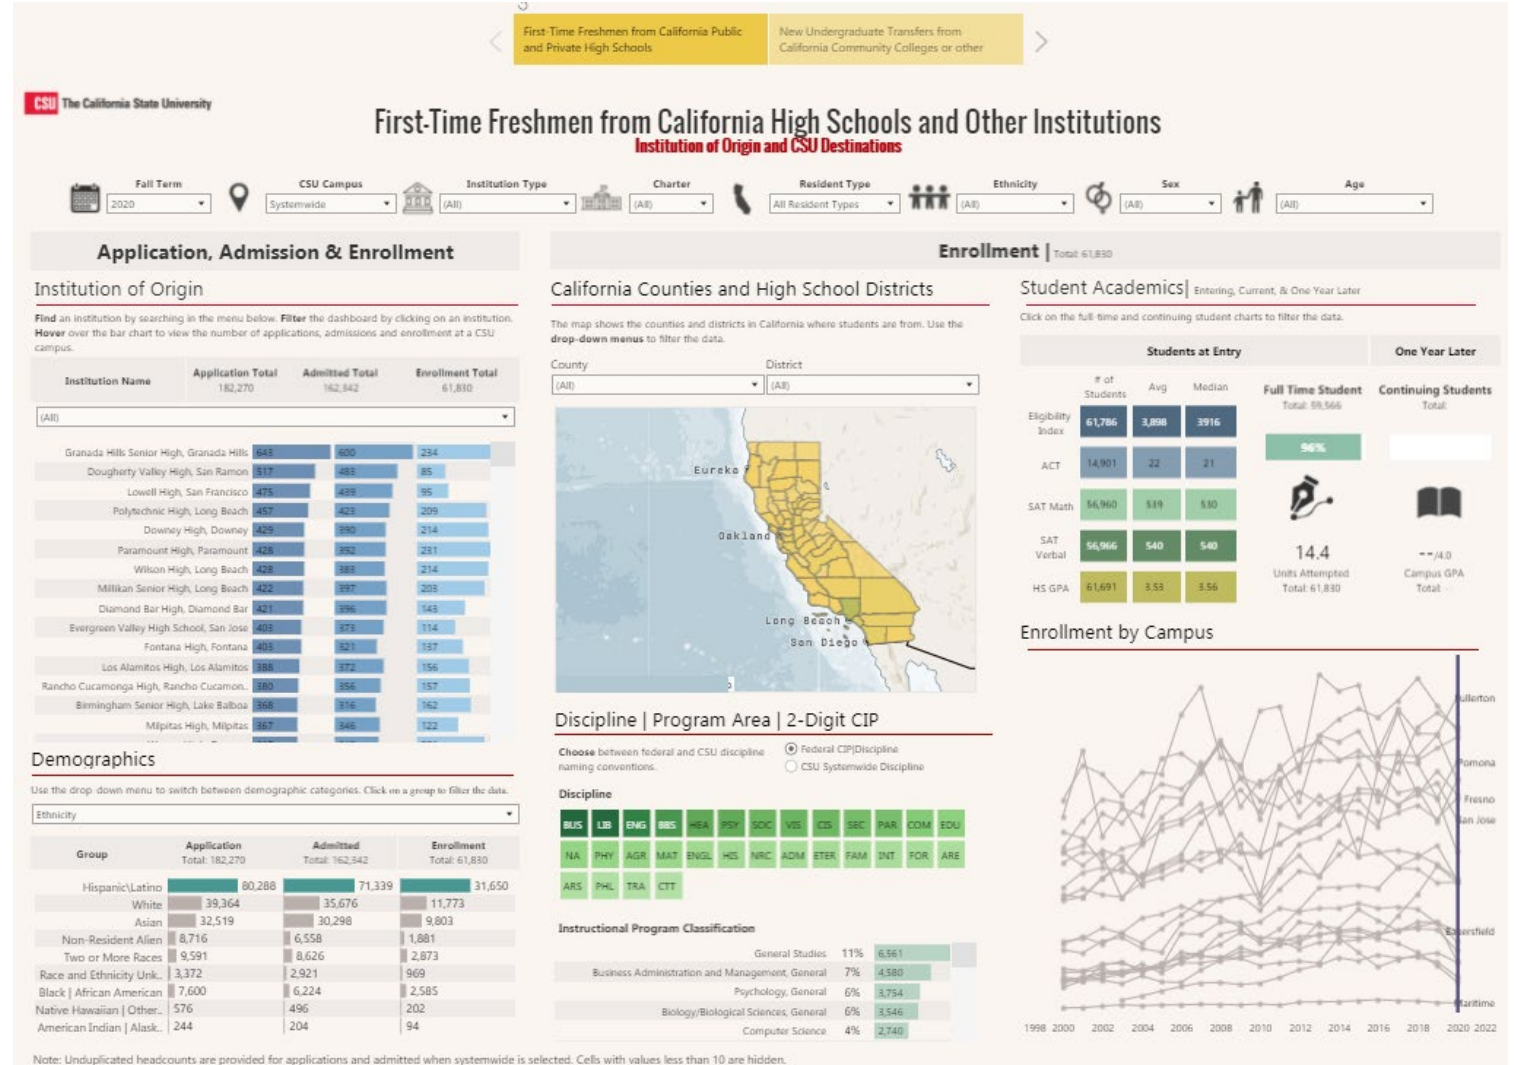 First-Time Freshmen from California Public
and Private High Schools
New Undergraduate Transfers from
California Community Colleges or other
CSU The California State University
First-Time Freshmen from California High Schools and Other Institutions
Institution of Origin and CSU Destinations
Fall Term
2020
CSU Campus
Systemwide
Institution Type
(All)
Charter
(All)
Resident Type
All Resident Types
Ethnicity
(All)
Sex
(All)
Age
(All)
Application, Admission & Enrollment
Institution of Origin
Find an institution by searching in the menu below. Filter the dashboard by clicking on an institution.
Hover over the bar chart to view the number of applications, admissions and enrollment at a CSU
campus.
Institution Name
Application Total
182,270
Admitted Total
162,342
Enrollment Total
61,830
(All)
Granada Hills Senior High, Granada Hills 643 600 234
Dougherty Valley High, San Ramon 517 483 85
Lowell High, San Francisco 475 439 95
Polytechnic High, Long Beach 457 423 209
Downey High, Downey 429 390 214
Paramount High, Paramount 428 392 231
Wilson High, Long Beach 428 383 214
Millikan Senior High, Long Beach 422 397 203
Diamond Bar High, Diamond Bar 421 396 143
Evergreen Valley High School, San Jose 403 373 114
Fontana High, Fontana 403 321 137
Los Alamitos High, Los Alamitos 388 372 156
Rancho Cucamonga High, Rancho Cucamon.. 380 356 157
Birmingham Senior High, Lake Balboa 368 316 162
Milpitas High, Milpitas 367 346 122
Demographics
Use the drop-down menu to switch between demographic categories. Click on a group to filter the data.
Ethnicity
Group
Application
Total: 182,270
Admitted
Total: 162,342
Enrollment
Total: 61,830
Hispanic\Latino 80,288 71,339 31,650
White 39,364 35,676 11,773
Asian 32,519 30,298 9,803
Non-Resident Alien 8,716 6,558 1,881
Two or More Races 9,591 8,626 2,873
Race and Ethnicity Unk.. 3,372 2,921 969
Black | African American 7,600 6,224 2,585
Native Hawaiian | Other.. 576 496 202
American Indian | Alask.. 244 204 94
Note: Unduplicated headcounts are provided for applications and admitted when systemwide is selected. Cells with values less than 10 are hidden.
Enrollment | Total: 61,830
California Counties and High School Districts
The map shows the counties and districts in California where students are from. Use the
drop-down menus to filter the data.
County
(All)
District
(All)
Eureka
Oakland
Long Beach
San Diego
Discipline | Program Area | 2-Digit CIP
Choose between federal and CSU discipline
naming conventions.
Federal CIP|Discipline
CSU Systemwide Discipline
Discipline
BUS LIB ENG BBS HEA PSY SOC VIS CIS SEC PAR COM EDU
NA PHY AGR MAT ENGL HIS NRC ADM ETER FAM INT FOR ARE
ARS PHL TRA CTT
Instructional Program Classification
General Studies 11% 6,561
Business Administration and Management, General 7% 4,580
Psychology, General 6% 3,754
Biology/Biological Sciences, General 6% 3,546
Computer Science 4% 2,740
Student Academics| Entering, Current, & One Year Later
Click on the full-time and continuing student charts to filter the data.
Students at Entry
One Year Later
# of
Students
Avg
Median
Eligibility
Index
61,786 3,898 3916
ACT 14,901 22 21
SAT Math 56,960 539 530
SAT
Verbal
56,966 540 540
HS GPA 61,691 3.53 3.56
Full Time Student
Total: 59,566
96%
14.4
Units Attempted
Total: 61,830
Continuing Students
Total:
--/4.0
Campus GPA
Total:
Enrollment by Campus
ullerton
Pomona
Fresno
an Jose
Bakersfield
Maritime
1998 2000 2002 2004 2006 2008 2010 2012 2014 2016 2018 2020 2022